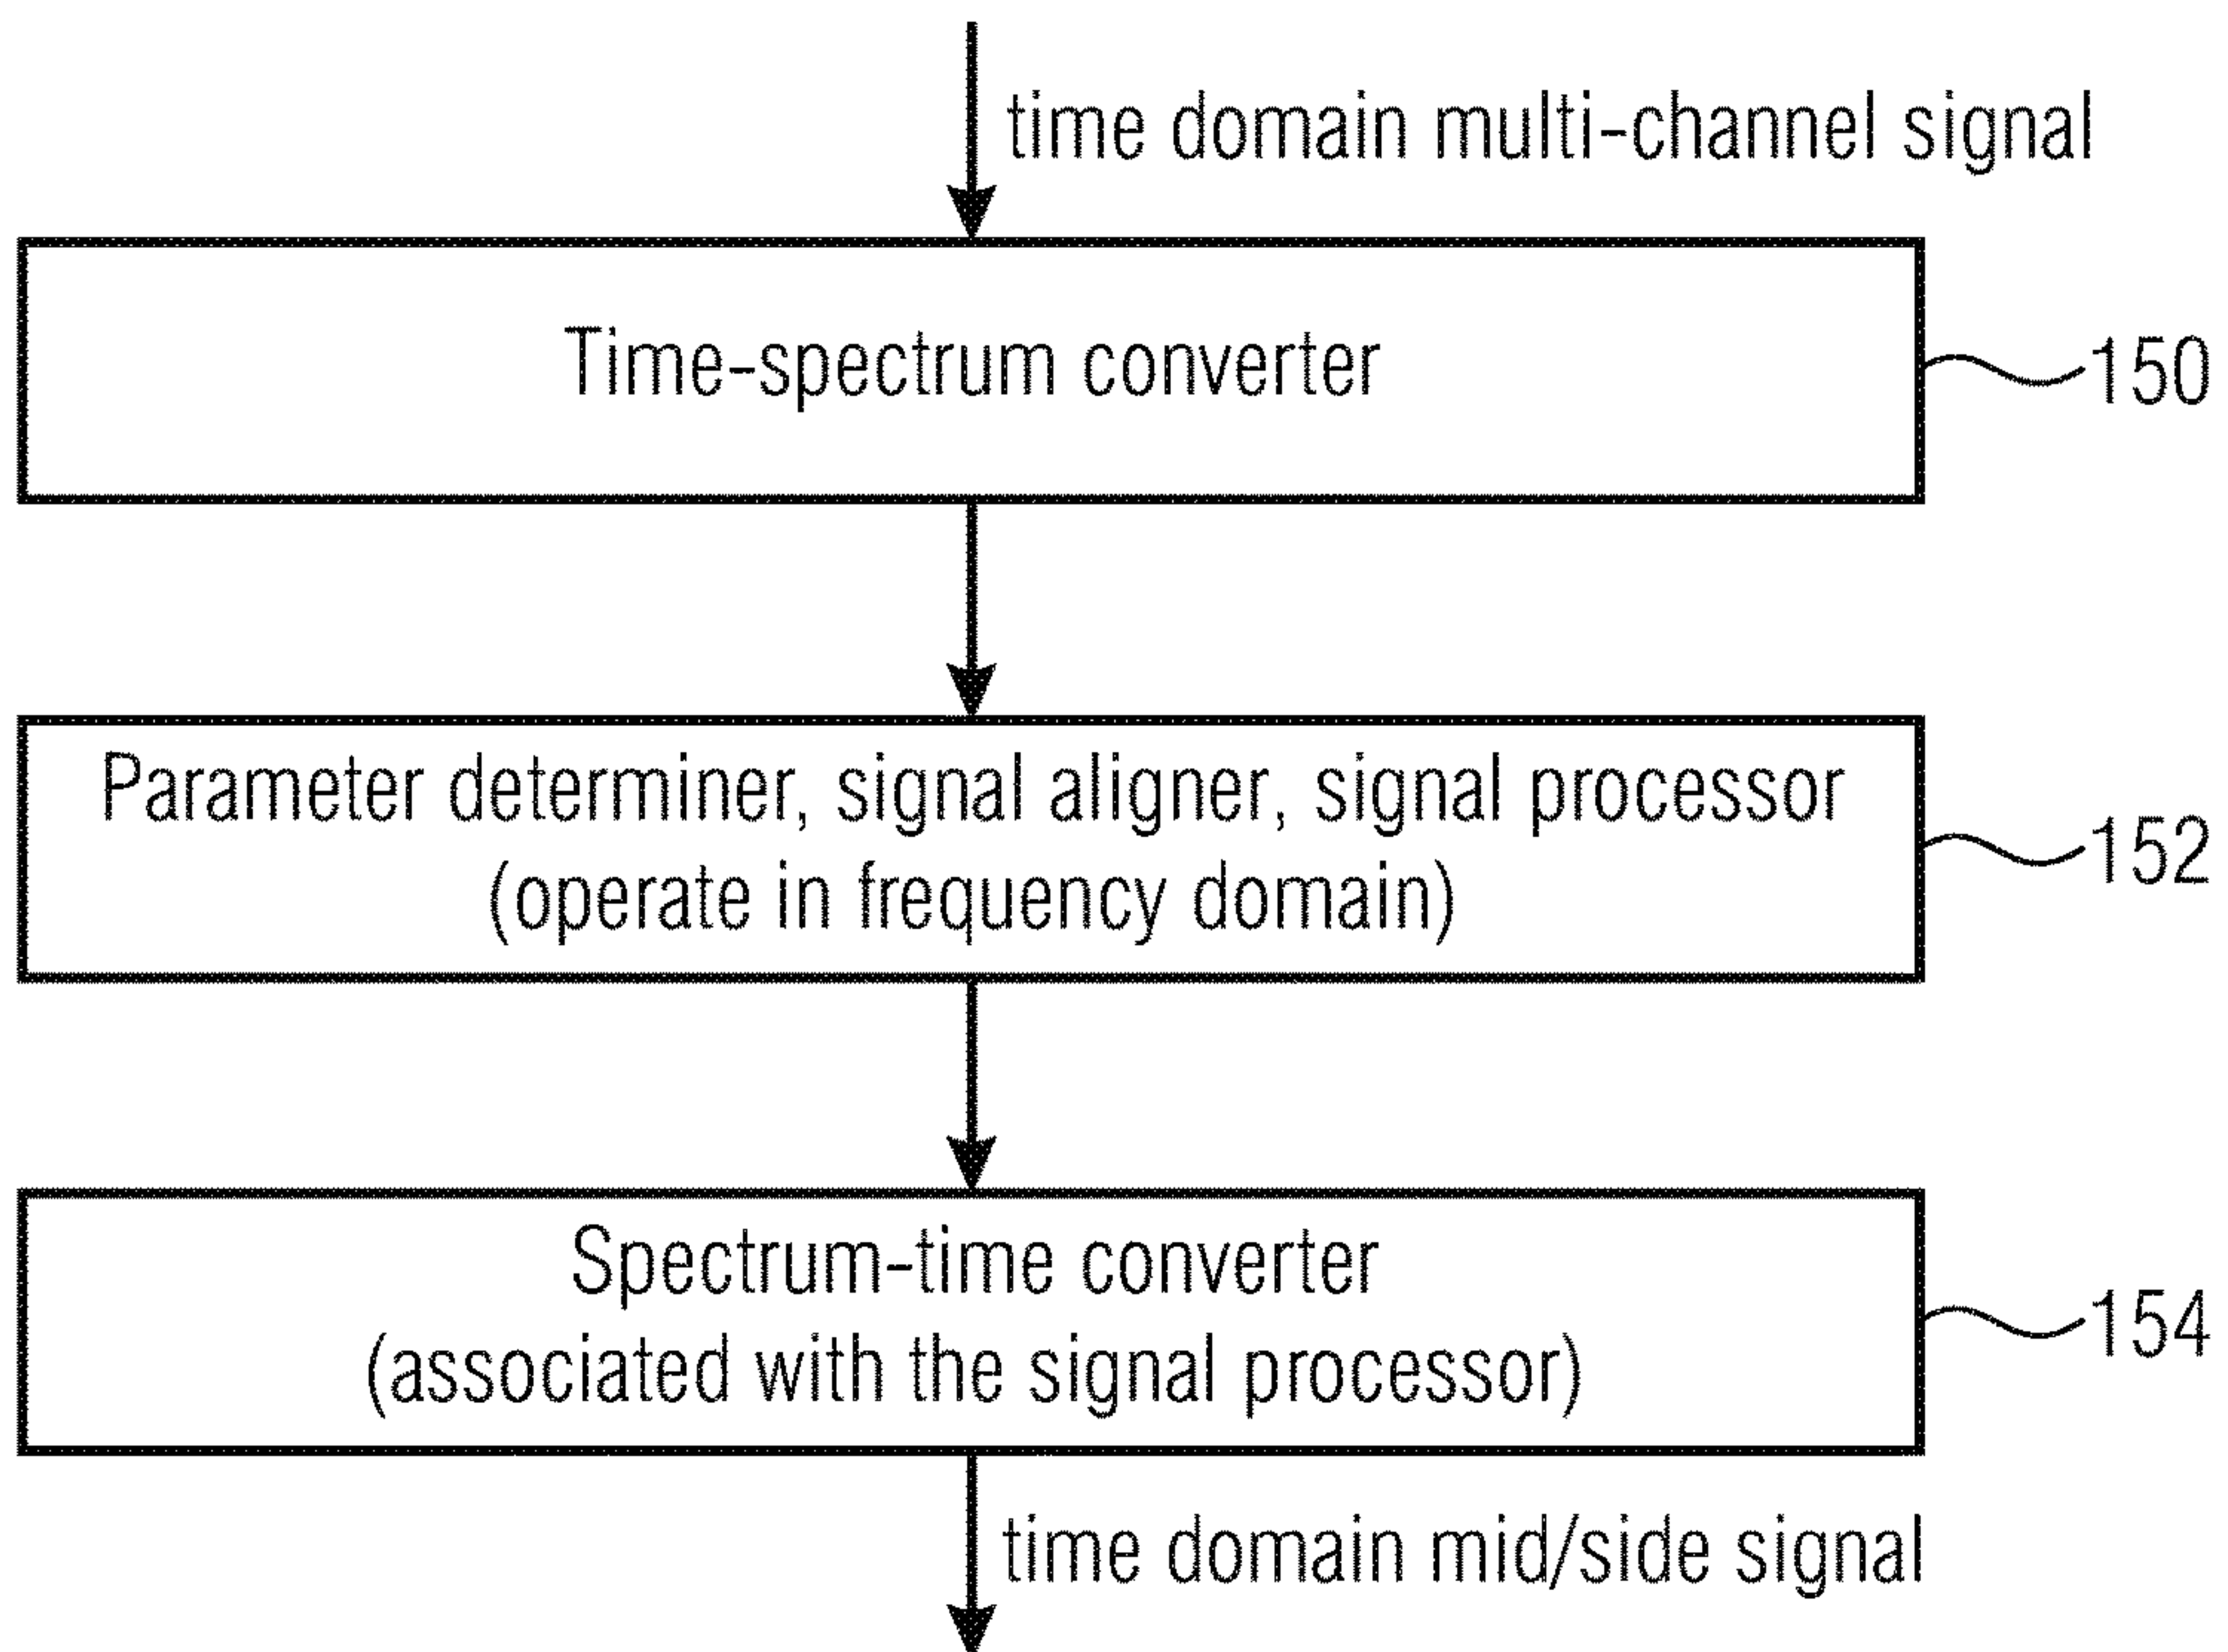 time domain multi-channel signal
Time-spectrum converter
150
Parameter determiner, signal aligner, signal processor
(operate in frequency domain)
152
Spectrum-time converter
(associated with the signal processor)
154
time domain mid/side signal